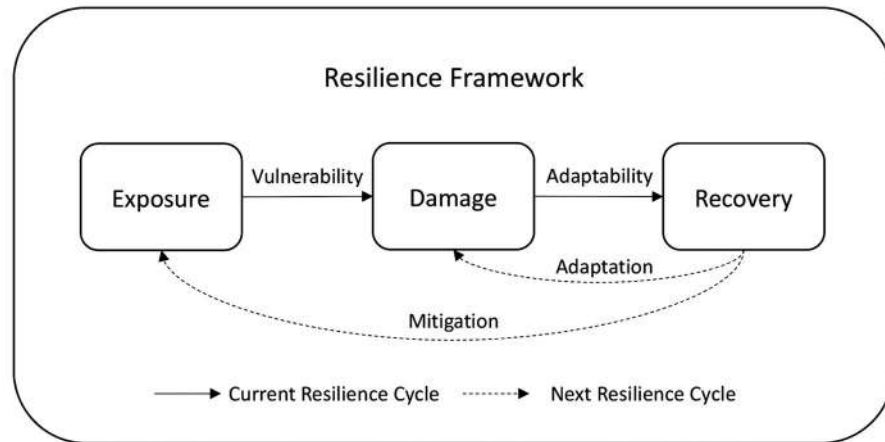 Resilience Framework
Exposure
Vulnerability
Damage
Adaptability
Recovery
Adaptation
Mitigation
Current Resilience Cycle
Next Resilience Cycle